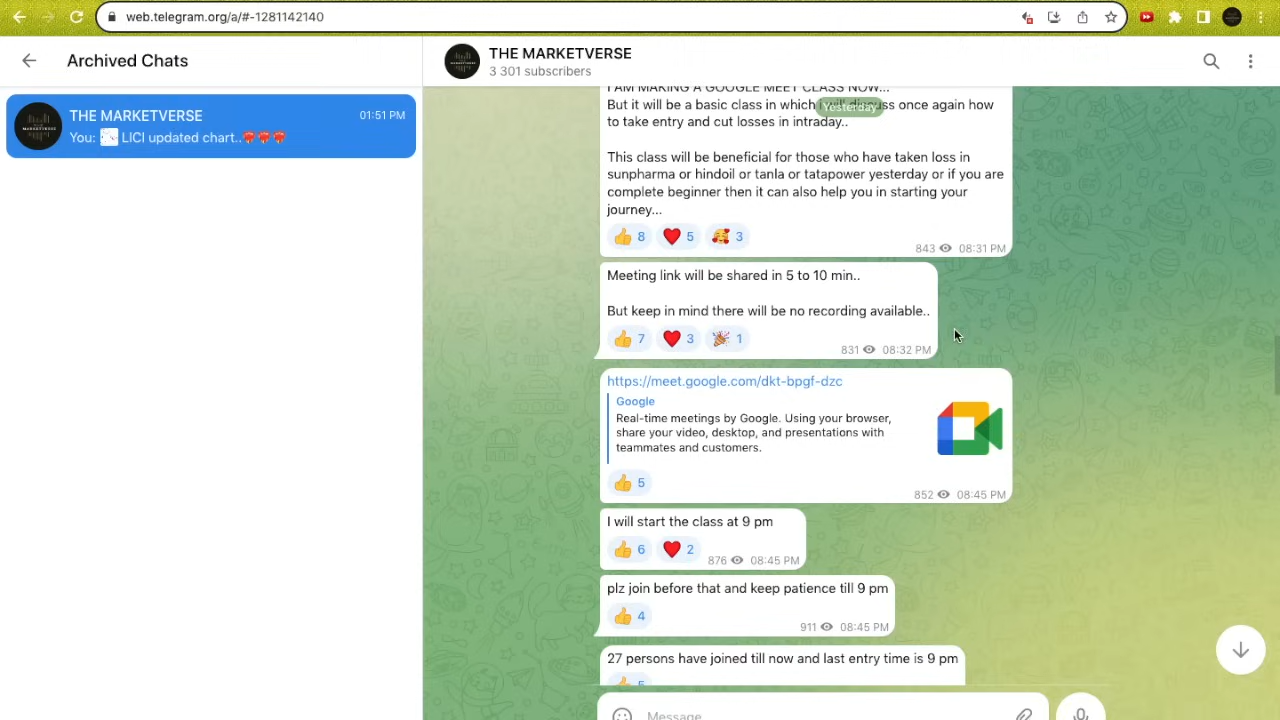 web.telegram.org/a/#-1281142140
Archived Chats
THE MARKETVERSE
01:51 PM
You: LICI updated chart..
THE MARKETVERSE
3 301 subscribers
I AM MAKING A GOOGLE MEET CLASS NOW...
Yesterday
But it will be a basic class in which I will discuss once again how
to take entry and cut losses in intraday..
This class will be beneficial for those who have taken loss in
sunpharma or hindoil or tanla or tatapower yesterday or if you are
complete beginner then it can also help you in starting your
journey...
👍 8 ❤️ 5 🥰 3
843 08:31 PM
Meeting link will be shared in 5 to 10 min..
But keep in mind there will be no recording available..
👍 7 ❤️ 3 🎉 1
831 08:32 PM
https://meet.google.com/dkt-bpgf-dzc
Google
Real-time meetings by Google. Using your browser,
share your video, desktop, and presentations with
teammates and customers.
👍 5
852 08:45 PM
I will start the class at 9 pm
👍 6 ❤️ 2
876 08:45 PM
plz join before that and keep patience till 9 pm
👍 4
911 08:45 PM
27 persons have joined till now and last entry time is 9 pm
👍 5
Message